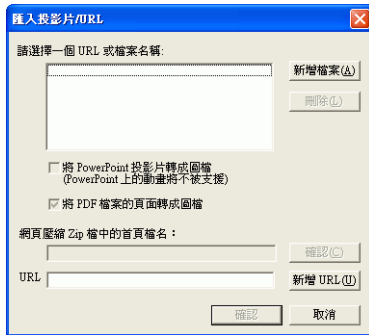 匯入投影片/URL
請選擇一個 URL 或檔案名稱:
新增檔案(A)
刪除(L)
將 PowerPoint 投影片轉成圖檔
(PowerPoint 上的動畫將不被支援)
將 PDF 檔案的頁面轉成圖檔
網頁壓縮 Zip 檔中的首頁檔名：
確認(C)
URL
新增 URL(U)
確認
取消